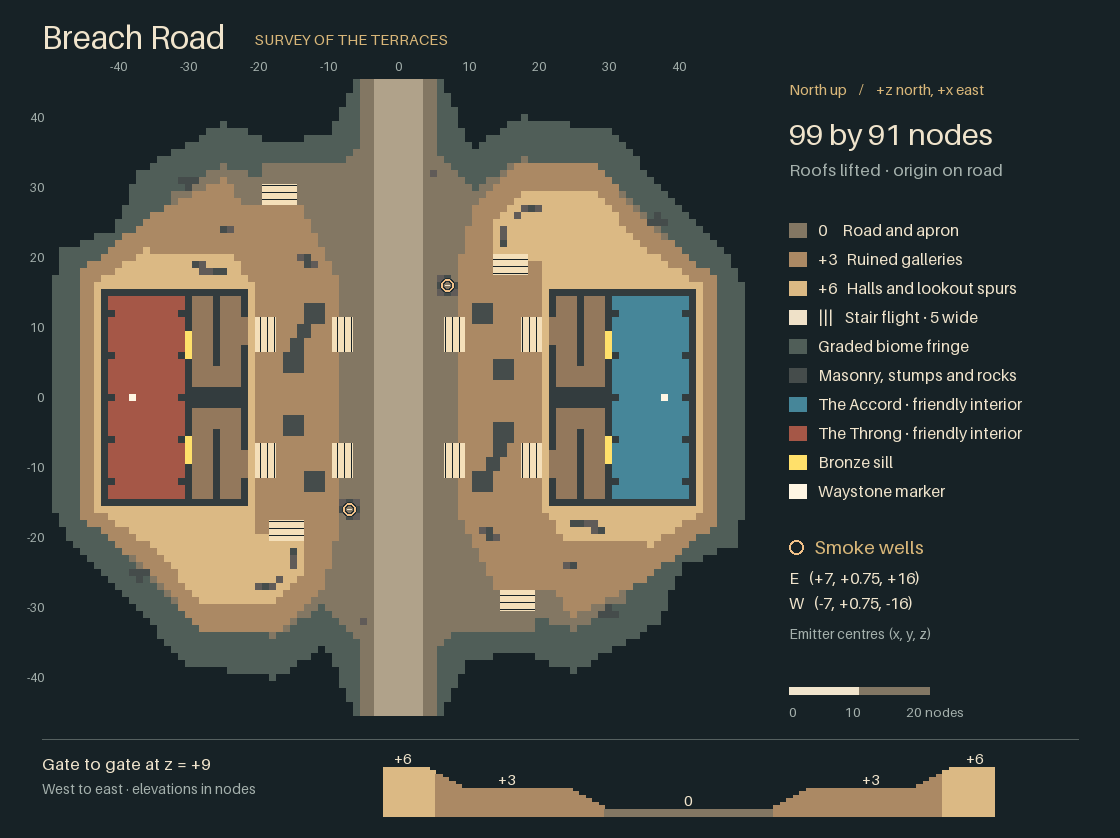 Breach Road SURVEY OF THE TERRACES
-40 -30 -20 -10 0 10 20 30 40
40
30
20
10
0
-10
-20
-30
-40
North up / +z north, +x east
99 by 91 nodes
Roofs lifted · origin on road
0 Road and apron
+3 Ruined galleries
+6 Halls and lookout spurs
||| Stair flight · 5 wide
Graded biome fringe
Masonry, stumps and rocks
The Accord · friendly interior
The Throng · friendly interior
Bronze sill
Waystone marker
Smoke wells
E (+7, +0.75, +16)
W (-7, +0.75, -16)
Emitter centres (x, y, z)
0 10 20 nodes
Gate to gate at z = +9
West to east · elevations in nodes
+6 +3 0 +3 +6